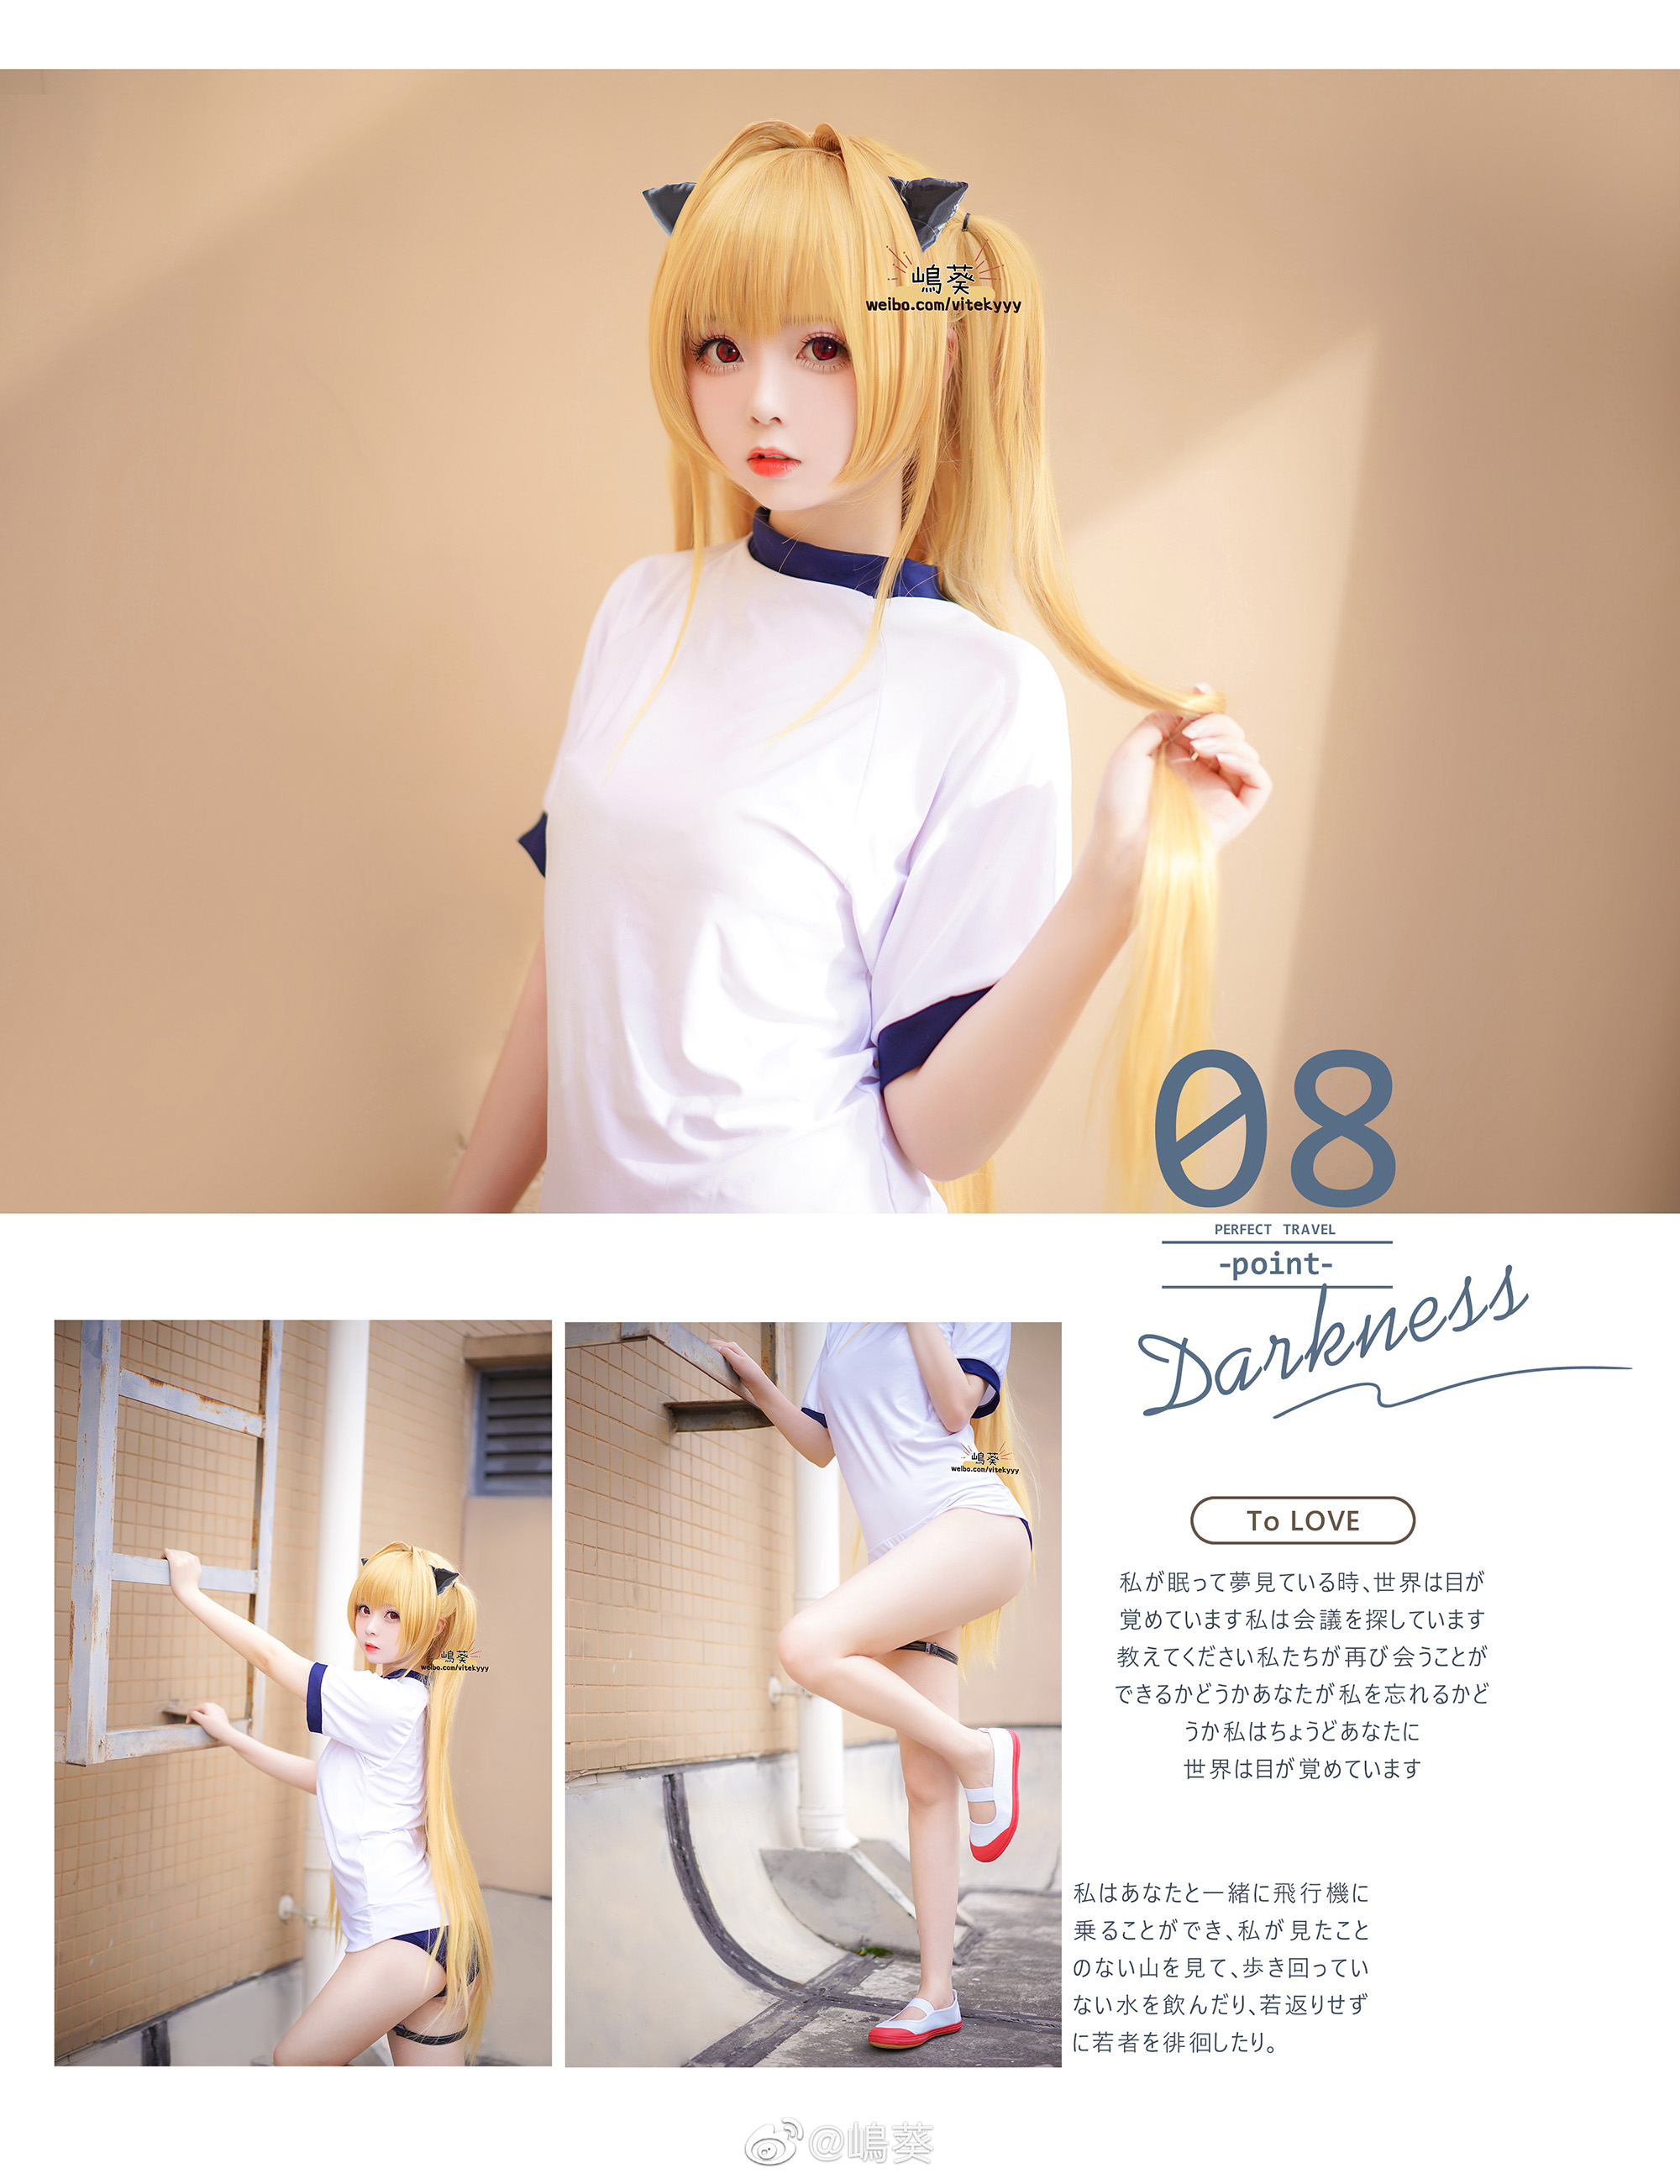 嶋葵
weibo.com/vitekyyy
08
PERFECT TRAVEL
-point-
Darkness
To LOVE
私が眠って夢見ている時、世界は目が
覚めています私は会議を探しています
教えてください私たちが再び会うことが
できるかどうかあなたが私を忘れるかど
うか私はちょうどあなたに
世界は目が覚めています
嶋葵
weibo.com/vitekyyy
嶋葵
weibo.com/vitekyyy
私はあなたと一緒に飛行機に
乗ることができ、私が見たこと
のない山を見て、歩き回ってい
ない水を飲んだり、若返りせず
に若者を徘徊したり。
@嶋葵